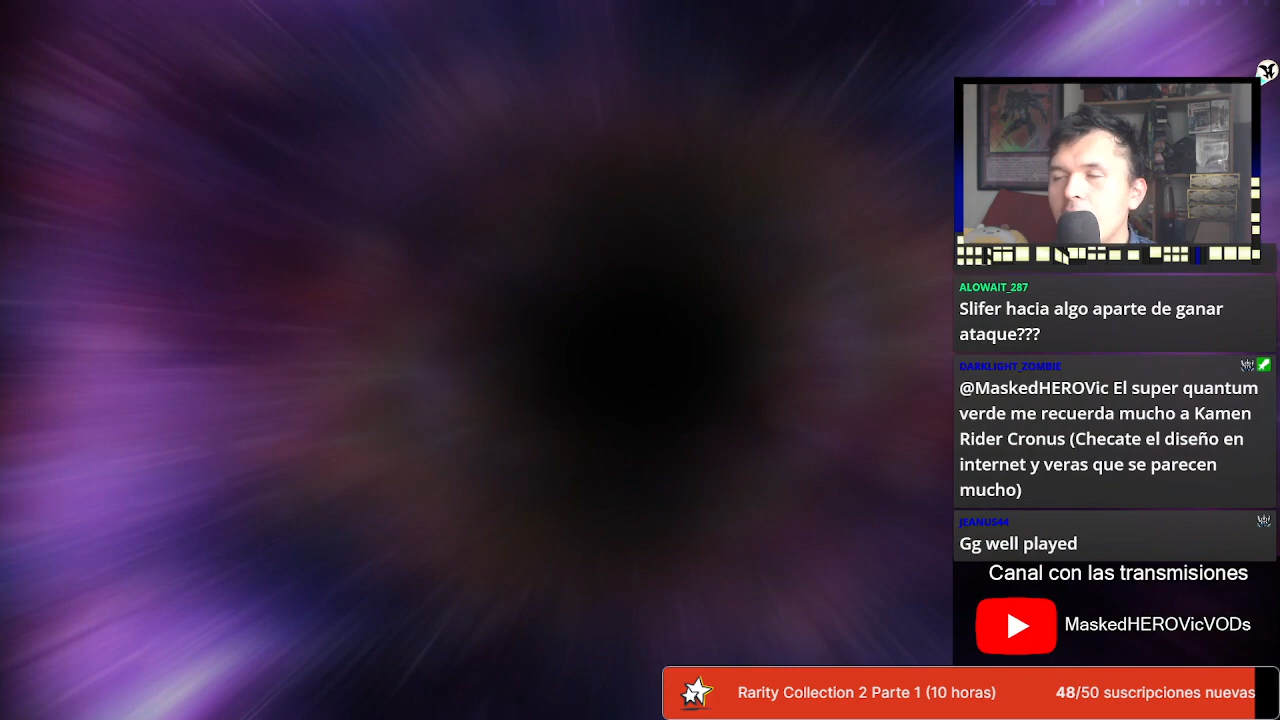 ALOWAIT_287
Slifer hacia algo aparte de ganar
ataque???
DARKLIGHT_ZOMBIE
@MaskedHEROVic El super quantum
verde me recuerda mucho a Kamen
Rider Cronus (Checate el diseño en
internet y veras que se parecen
mucho)
JEANUS44
Gg well played
Canal con las transmisiones
MaskedHEROVicVODs
Rarity Collection 2 Parte 1 (10 horas) 48/50 suscripciones nuevas